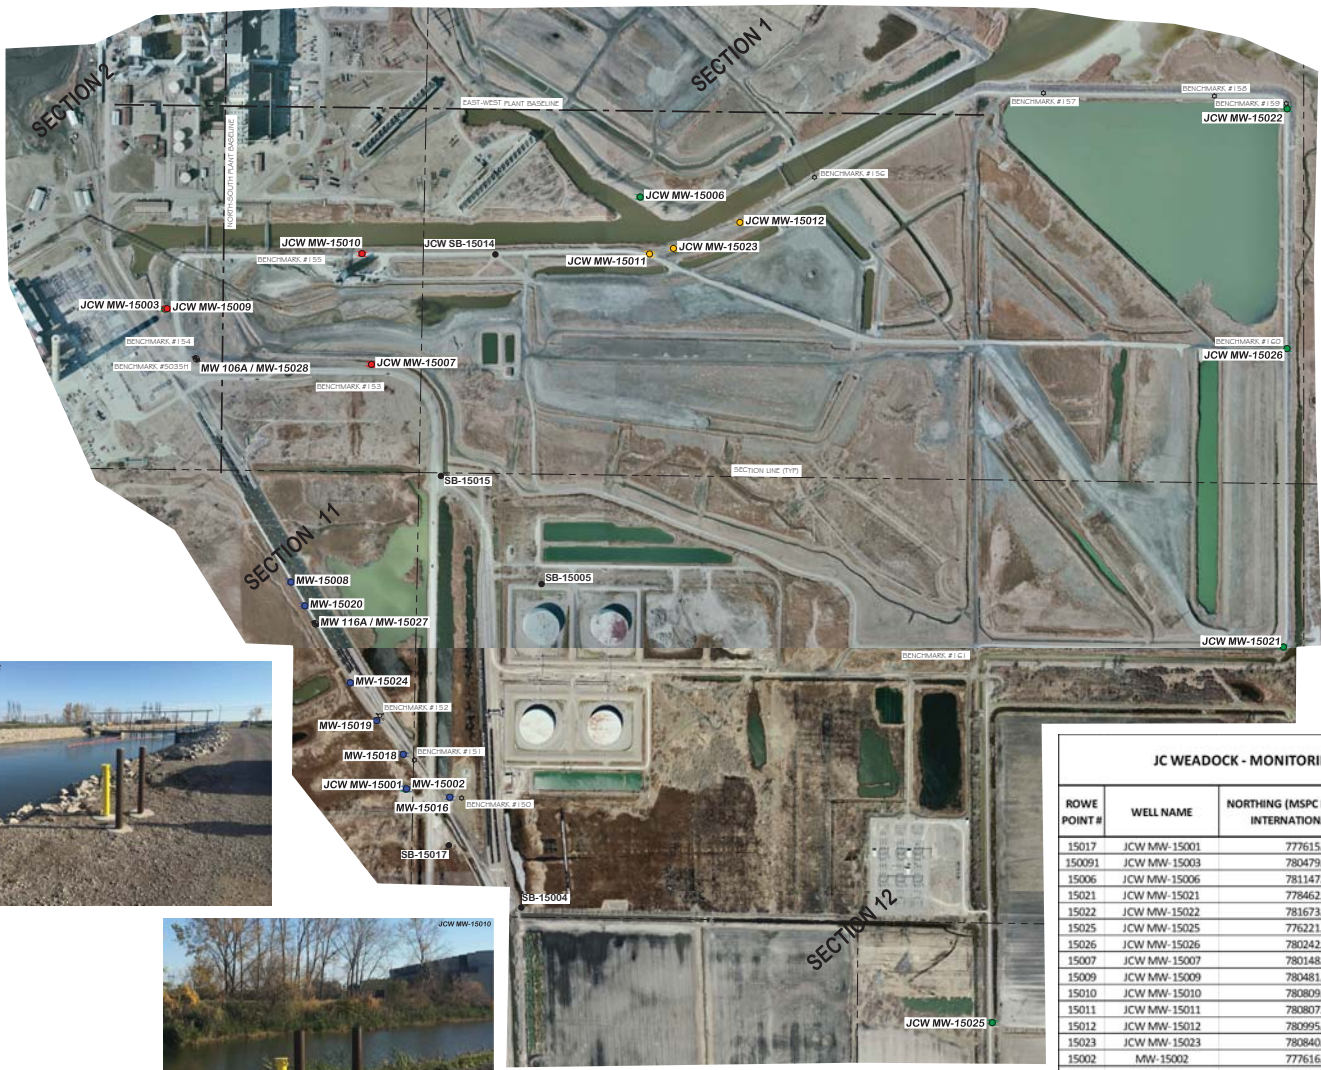 SECTION 2
SECTION 1
NORTH-SOUTH PLANT BASELINE
EAST-WEST PLANT BASELINE
BENCHMARK #157
BENCHMARK #158
BENCHMARK #159
JCW MW-15022
BENCHMARK #156
JCW MW-15006
JCW MW-15012
JCW MW-15023
JCW MW-15011
JCW SB-15014
JCW MW-15010
BENCHMARK #155
JCW MW-15003
JCW MW-15009
BENCHMARK #154
BENCHMARK #5035H
MW 106A / MW-15028
JCW MW-15007
BENCHMARK #153
BENCHMARK #160
JCW MW-15026
SECTION LINE (TYP)
SB-15015
SECTION 11
MW-15008
MW-15020
MW 116A / MW-15027
SB-15005
JCW MW-15021
BENCHMARK #161
MW-15024
BENCHMARK #152
MW-15019
MW-15018
BENCHMARK #151
JCW MW-15001
MW-15002
MW-15016
BENCHMARK #150
SB-15017
SB-15004
SECTION 12
JCW MW-15025
JCW MW-15010
JC WEADOCK - MONITORI
ROWE POINT # WELL NAME NORTHING (MSPC INTERNATION
15017 JCW MW-15001 777615
150091 JCW MW-15003 780479
15006 JCW MW-15006 781147
15021 JCW MW-15021 778462
15022 JCW MW-15022 781673
15025 JCW MW-15025 776221
15026 JCW MW-15026 780242
15007 JCW MW-15007 780148
15009 JCW MW-15009 780481
15010 JCW MW-15010 780809
15011 JCW MW-15011 780807
15012 JCW MW-15012 780995
15023 JCW MW-15023 780840
15002 MW-15002 777616